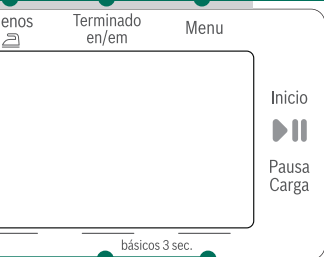 enos
Terminado
en/em
Menu
Inicio
Pausa
Carga
básicos 3 sec.